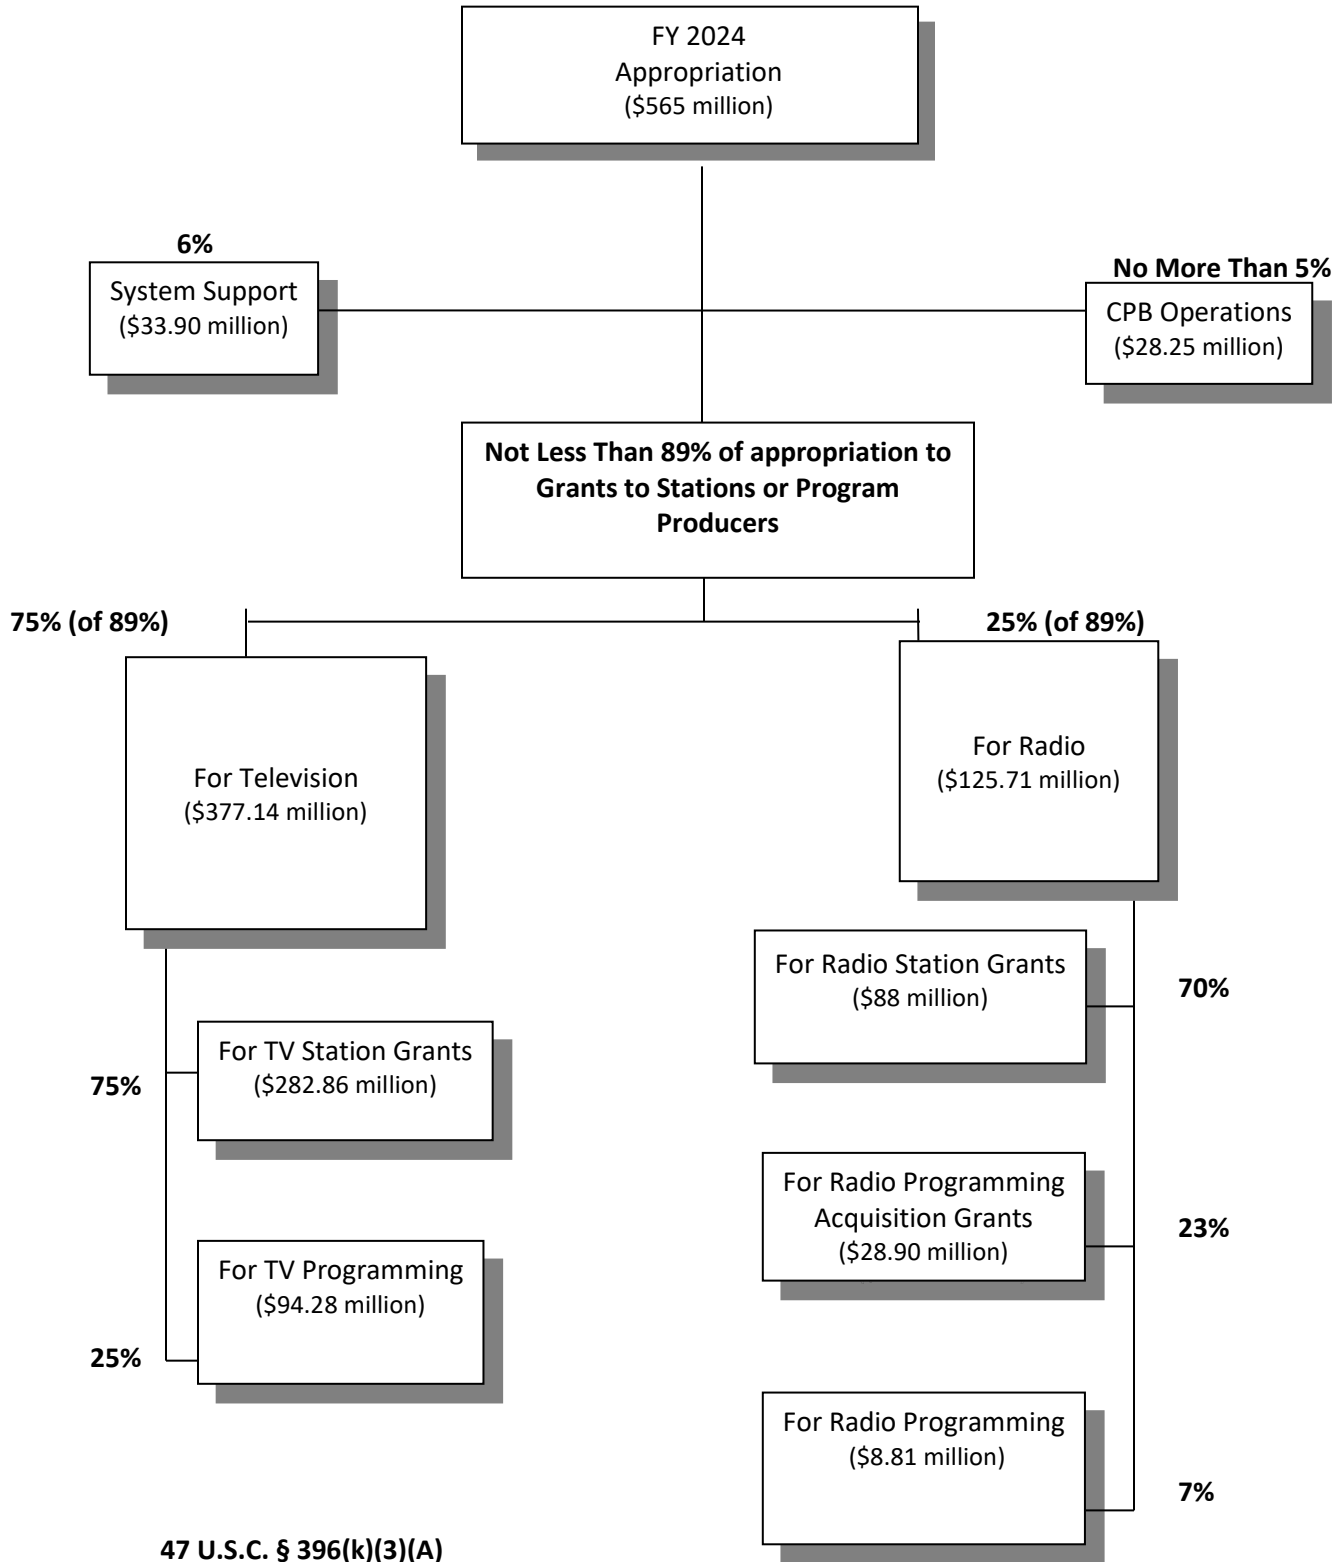 FY 2024
Appropriation
($565 million)
6%
System Support
($33.90 million)
No More Than 5%
CPB Operations
($28.25 million)
Not Less Than 89% of appropriation to
Grants to Stations or Program
Producers
75% (of 89%)
25% (of 89%)
For Television
($377.14 million)
For Radio
($125.71 million)
For TV Station Grants
($282.86 million)
75%
For TV Programming
($94.28 million)
25%
For Radio Station Grants
($88 million)
70%
For Radio Programming
Acquisition Grants
($28.90 million)
23%
For Radio Programming
($8.81 million)
7%
47 U.S.C. § 396(k)(3)(A)